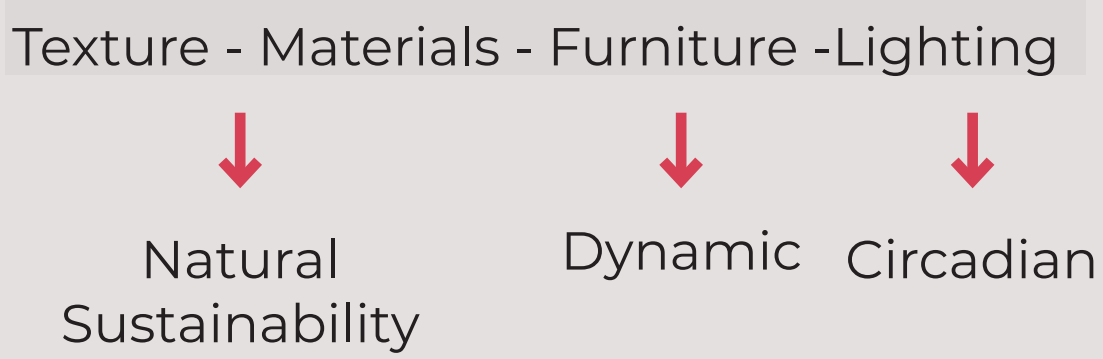 Texture - Materials - Furniture -Lighting
Natural
Sustainability
Dynamic
Circadian